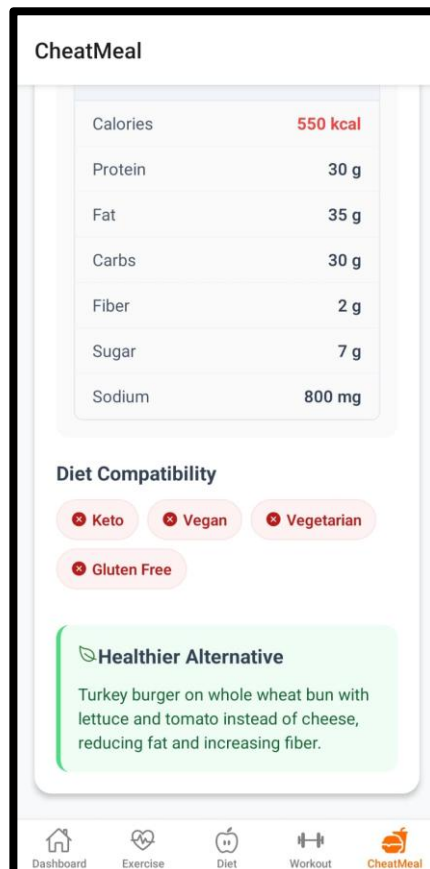 CheatMeal
Calories 550 kcal
Protein 30 g
Fat 35 g
Carbs 30 g
Fiber 2 g
Sugar 7 g
Sodium 800 mg
Diet Compatibility
Keto Vegan Vegetarian
Gluten Free
Healthier Alternative
Turkey burger on whole wheat bun with
lettuce and tomato instead of cheese,
reducing fat and increasing fiber.
Dashboard Exercise Diet Workout CheatMeal